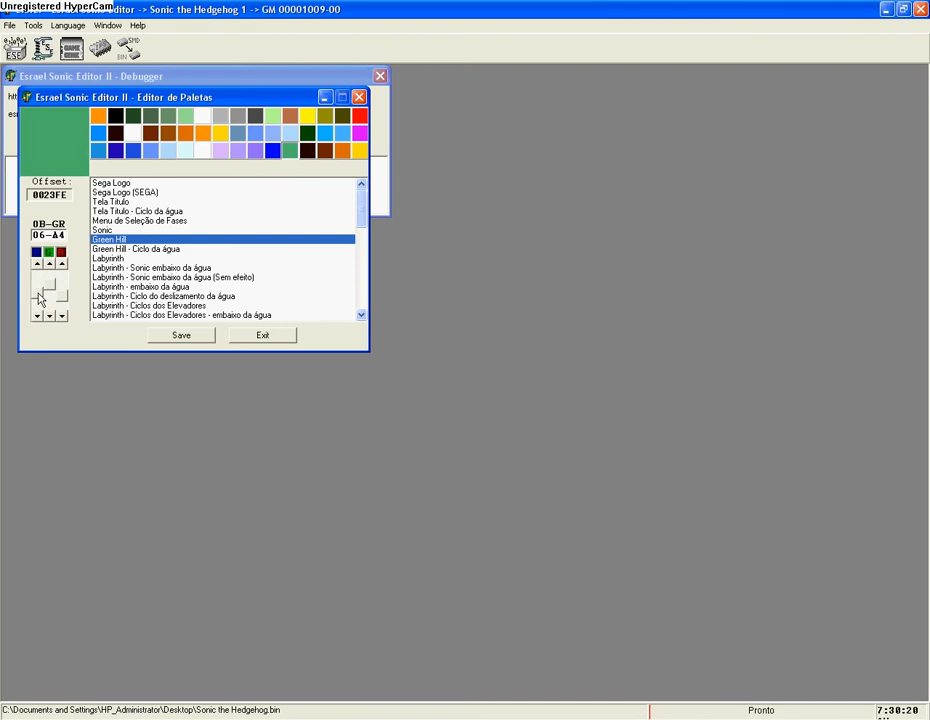 Unregistered HyperCam
Editor -> Sonic the Hedgehog 1 -> GM 00001009-00
File Tools Language Window Help
ESE
GAME
GENIE
SMD
BIN
Esrael Sonic Editor II - Debugger
Esrael Sonic Editor II - Editor de Paletas
Offset:
0023FE
0B-GR
06-A4
Sega Logo
Sega Logo (SEGA)
Tela Título
Tela Título - Ciclo da água
Menu de Seleção de Fases
Sonic
Green Hill
Green Hill - Ciclo da água
Labyrinth
Labyrinth - Sonic embaixo da água
Labyrinth - Sonic embaixo da água (Sem efeito)
Labyrinth - embaixo da água
Labyrinth - Ciclo do deslizamento da água
Labyrinth - Ciclos dos Elevadores
Labyrinth - Ciclos dos Elevadores - embaixo da água
Save
Exit
C:\Documents and Settings\HP_Administrator\Desktop\Sonic the Hedgehog.bin
Pronto
7:30:20